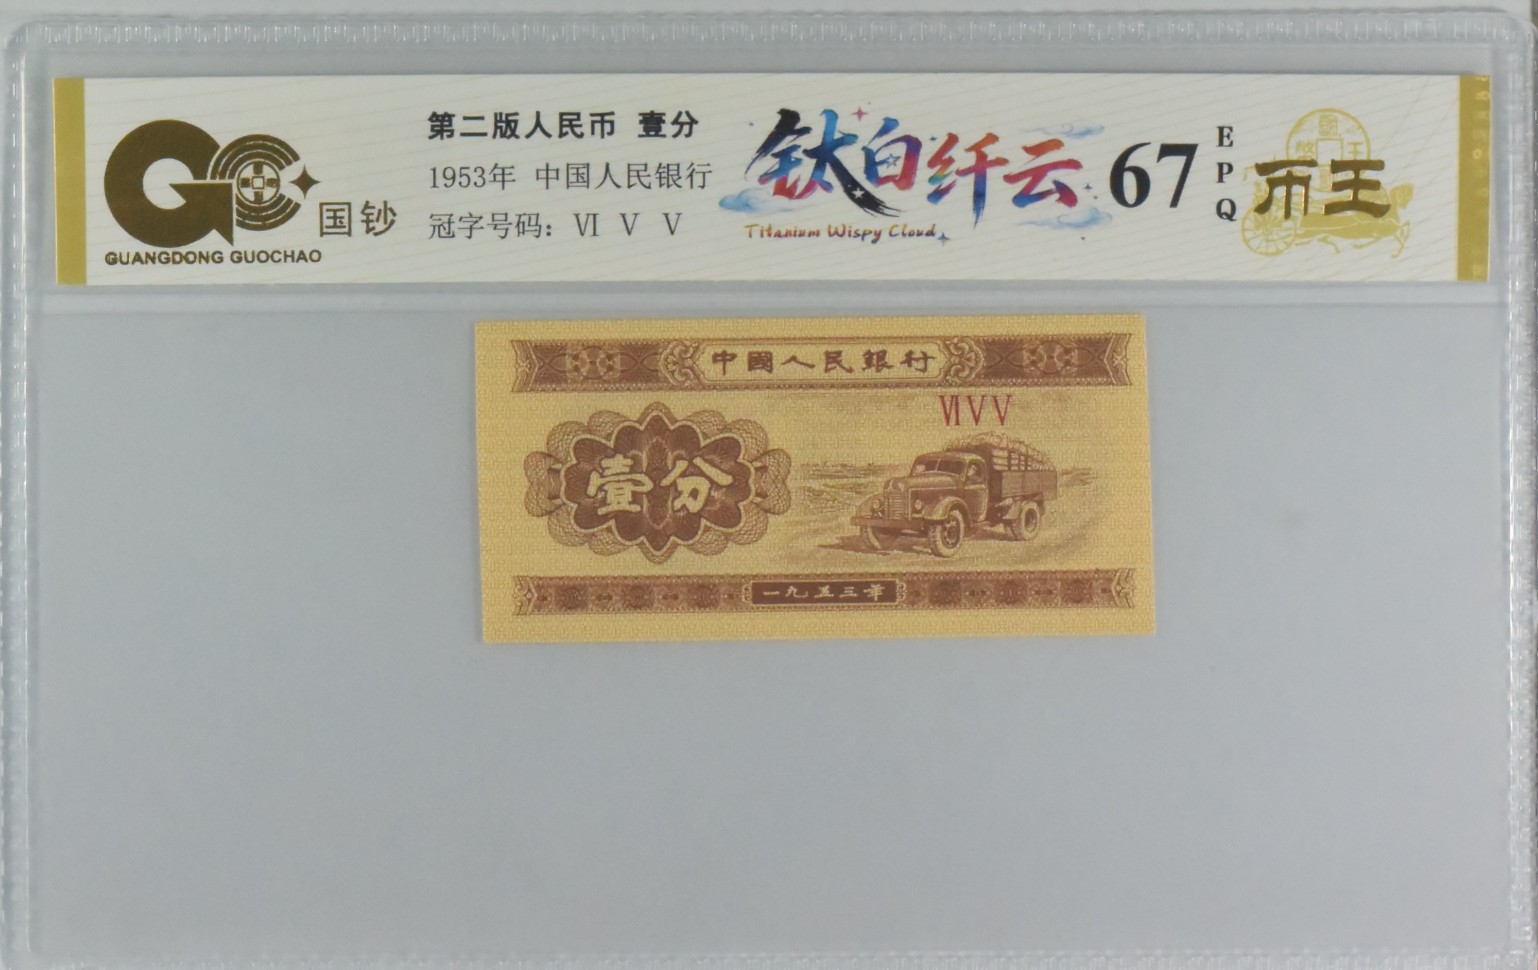 国钞
GUANGDONG GUOCHAO
第二版人民币 壹分
1953年 中国人民银行
冠字号码：Ⅵ Ⅴ Ⅴ
钛白纤云
Titanium Wispy Cloud
67
E
P
Q
币王
中國人民銀行
ⅥⅤⅤ
壹分
一九五三年